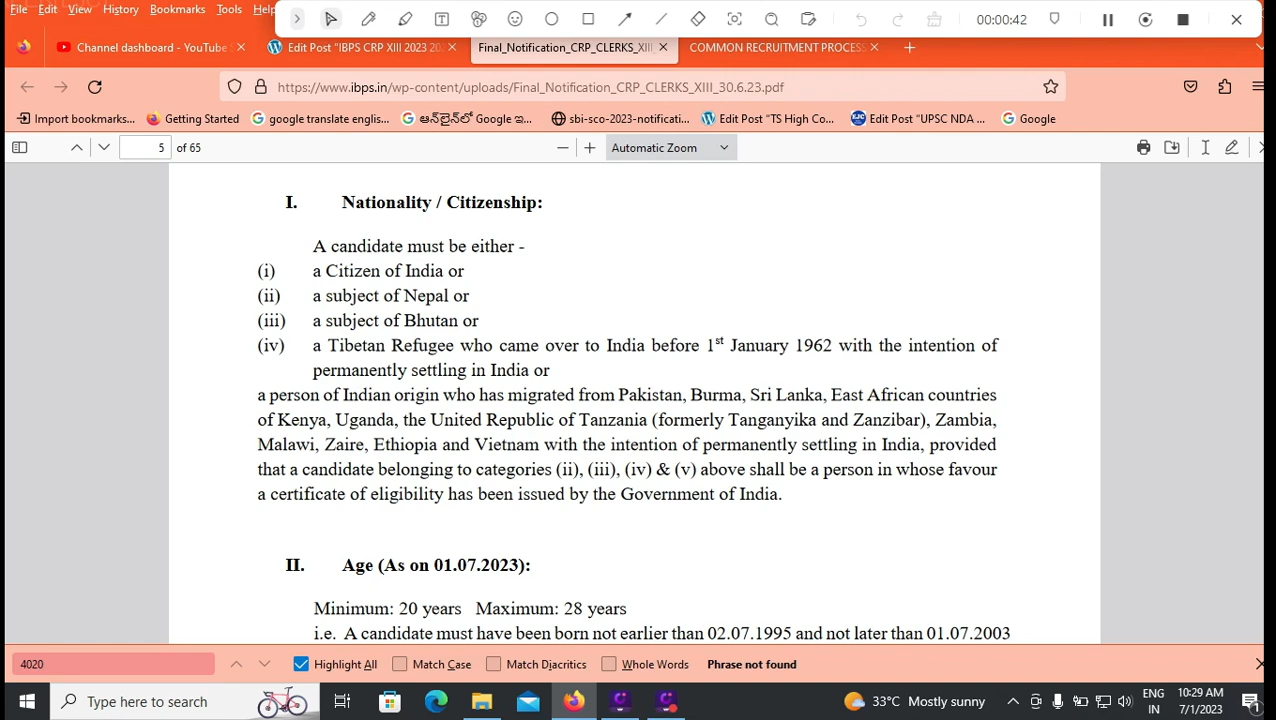 File Edit View History Bookmarks Tools Hel
00:00:42
Channel dashboard - YouTube
Edit Post "IBPS CRP XIII 2023 20
Final_Notification_CRP_CLERKS_XIII
COMMON RECRUITMENT PROCESS
https://www.ibps.in/wp-content/uploads/Final_Notification_CRP_CLERKS_XIII_30.6.23.pdf
Import bookmarks... Getting Started google translate englis... ఆన్‌లైన్‌లో Google ఇ... sbi-sco-2023-notificati... Edit Post "TS High Co... Edit Post "UPSC NDA ... Google
5 of 65 Automatic Zoom
I. Nationality / Citizenship:
A candidate must be either -
(i) a Citizen of India or
(ii) a subject of Nepal or
(iii) a subject of Bhutan or
(iv) a Tibetan Refugee who came over to India before 1st January 1962 with the intention of
permanently settling in India or
a person of Indian origin who has migrated from Pakistan, Burma, Sri Lanka, East African countries
of Kenya, Uganda, the United Republic of Tanzania (formerly Tanganyika and Zanzibar), Zambia,
Malawi, Zaire, Ethiopia and Vietnam with the intention of permanently settling in India, provided
that a candidate belonging to categories (ii), (iii), (iv) & (v) above shall be a person in whose favour
a certificate of eligibility has been issued by the Government of India.
II. Age (As on 01.07.2023):
Minimum: 20 years Maximum: 28 years
i.e. A candidate must have been born not earlier than 02.07.1995 and not later than 01.07.2003
4020 Highlight All Match Case Match Diacritics Whole Words Phrase not found
Type here to search
33°C Mostly sunny
ENG
IN
10:29 AM
7/1/2023
1